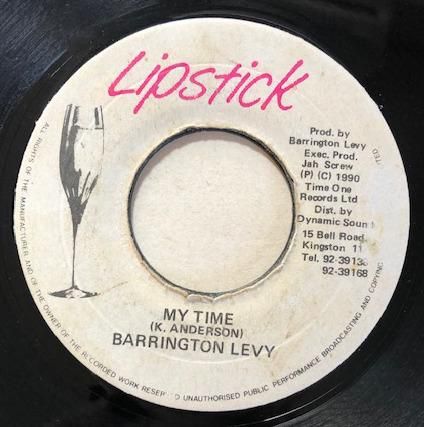 Lipstick
Prod. by
Barrington Levy
Exec. Prod.
Jah Screw
(P) (C) 1990
Time One
Records Ltd
Dist. by
Dynamic Sound
15 Bell Road
Kingston 11
Tel. 92-39138
92-39168
MY TIME
(K. ANDERSON)
BARRINGTON LEVY
ALL RIGHTS OF THE MANUFACTURER AND OF THE OWNER OF THE RECORDED WORK RESERVED UNAUTHORISED PUBLIC PERFORMANCE BROADCASTING AND COPYING